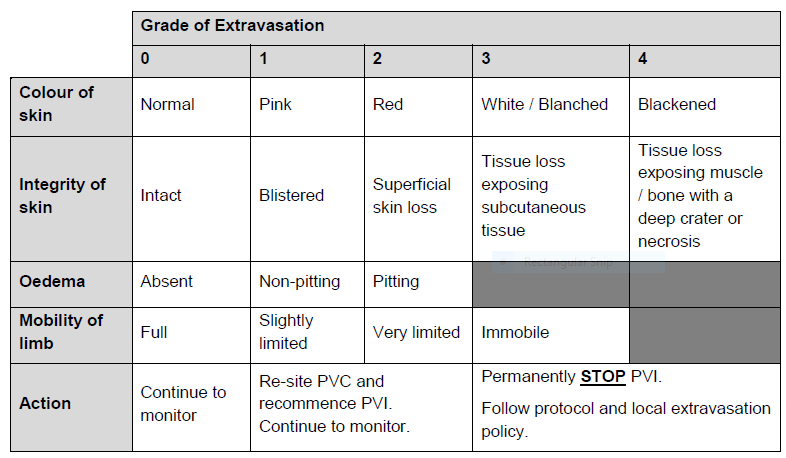 Grade of Extravasation
0 1 2 3 4
Colour of skin Normal Pink Red White / Blanched Blackened
Integrity of skin Intact Blistered Superficial skin loss Tissue loss exposing subcutaneous tissue Tissue loss exposing muscle / bone with a deep crater or necrosis
Rectangular Snip
Oedema Absent Non-pitting Pitting
Mobility of limb Full Slightly limited Very limited Immobile
Action Continue to monitor Re-site PVC and recommence PVI. Continue to monitor. Permanently STOP PVI.
Follow protocol and local extravasation policy.